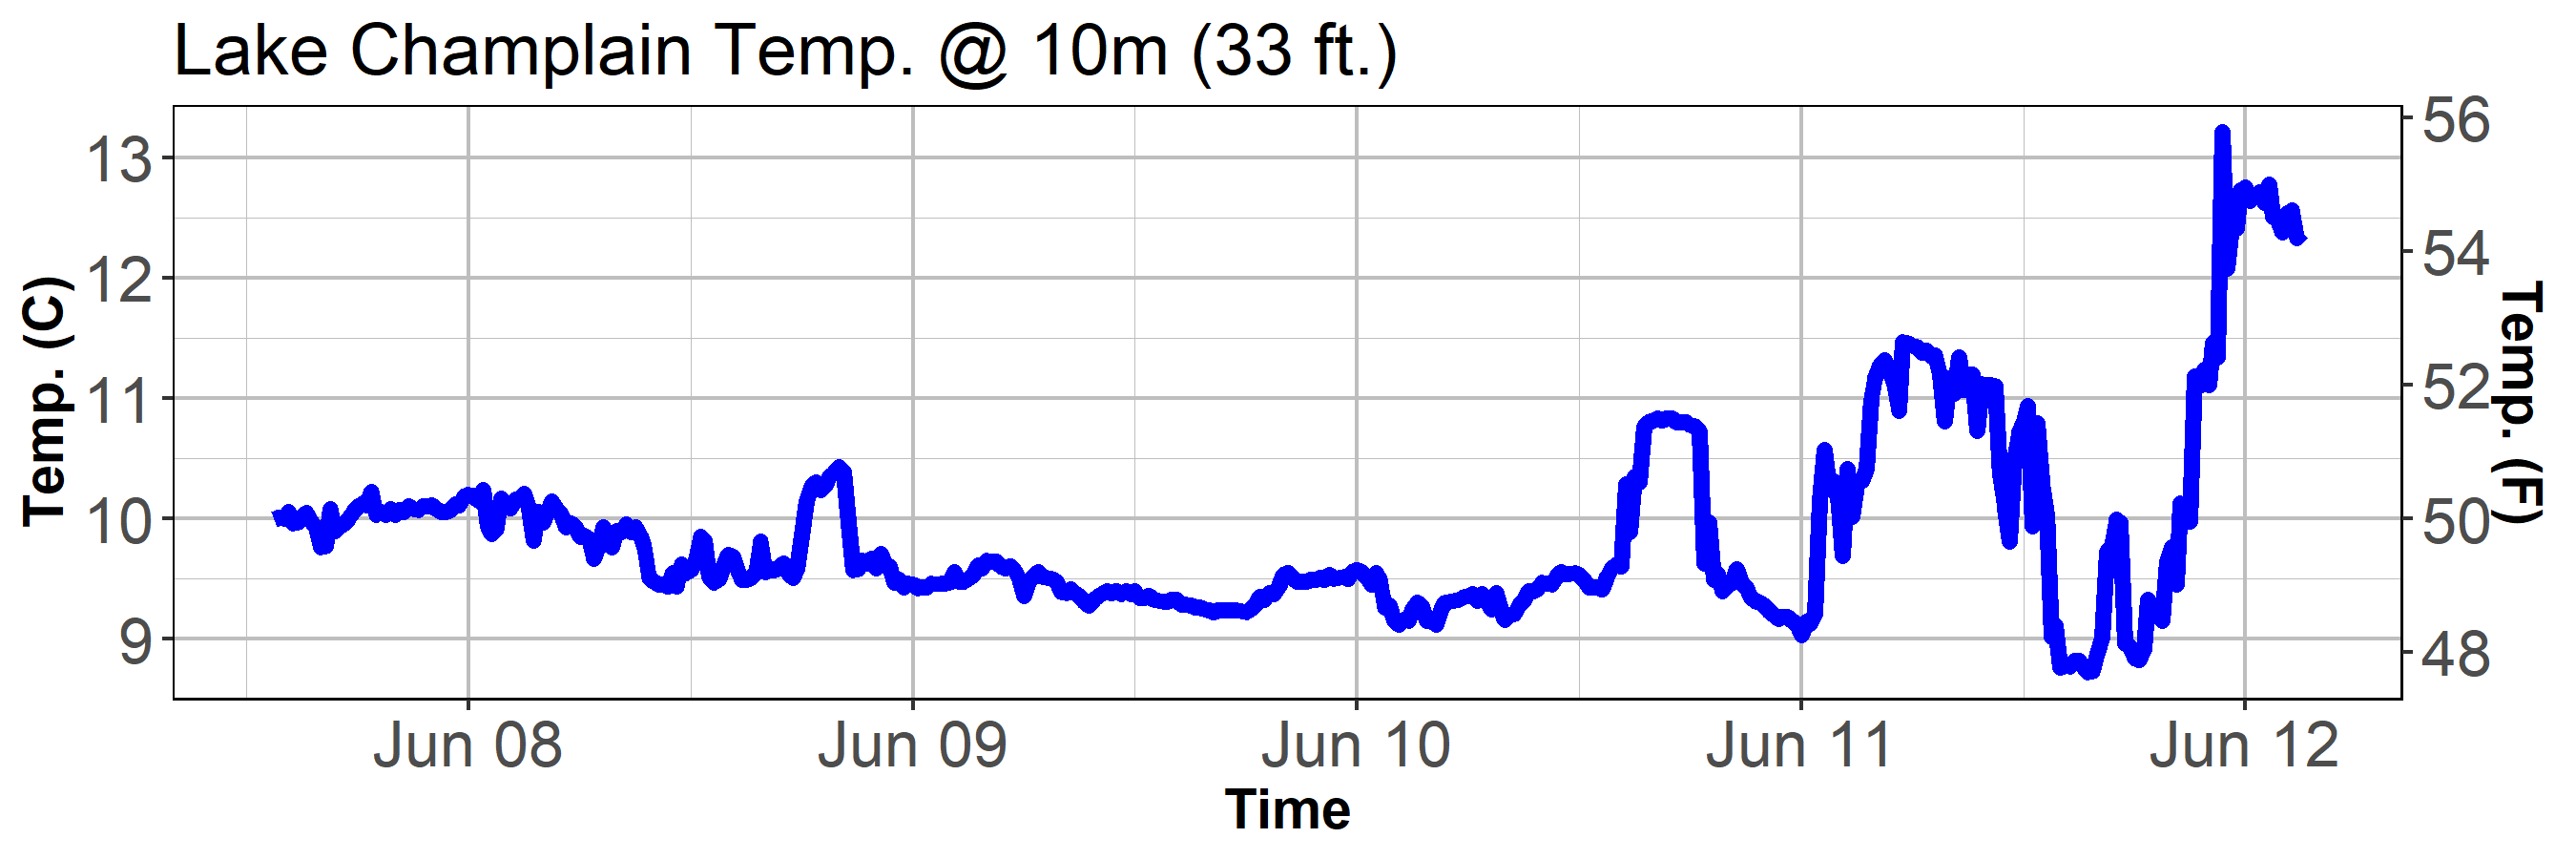 Lake Champlain Temp. @ 10m (33 ft.)
Temp. (C)
13
12
11
10
9
56
54
52
50
48
Temp. (F)
Jun 08 Jun 09 Jun 10 Jun 11 Jun 12
Time